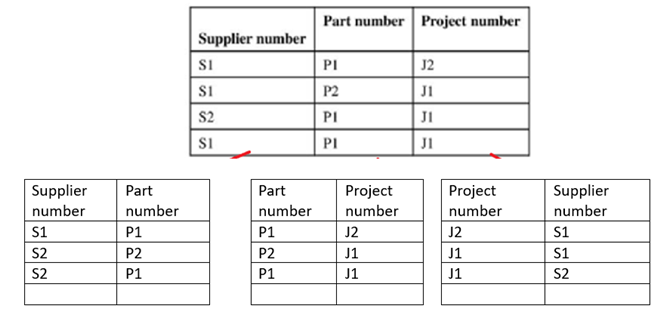 Supplier number Part number Project number
S1 P1 J2
S1 P2 J1
S2 P1 J1
S1 P1 J1
Supplier number Part number
S1 P1
S2 P2
S2 P1
Part number Project number
P1 J2
P2 J1
P1 J1
Project number Supplier number
J2 S1
J1 S1
J1 S2